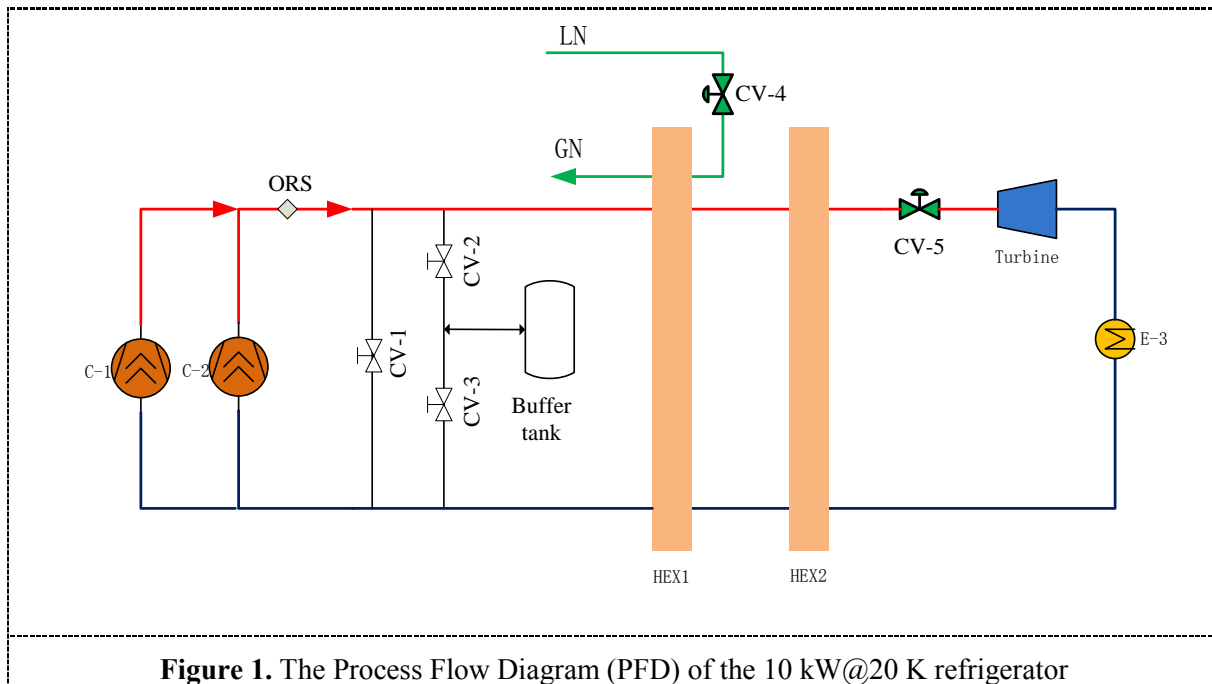 LN
CV-4
GN
ORS
CV-2
CV-5
Turbine
CV-1
C-1
C-2
E-3
CV-3
Buffer
tank
HEX1
HEX2
Figure 1. The Process Flow Diagram (PFD) of the 10 kW@20 K refrigerator